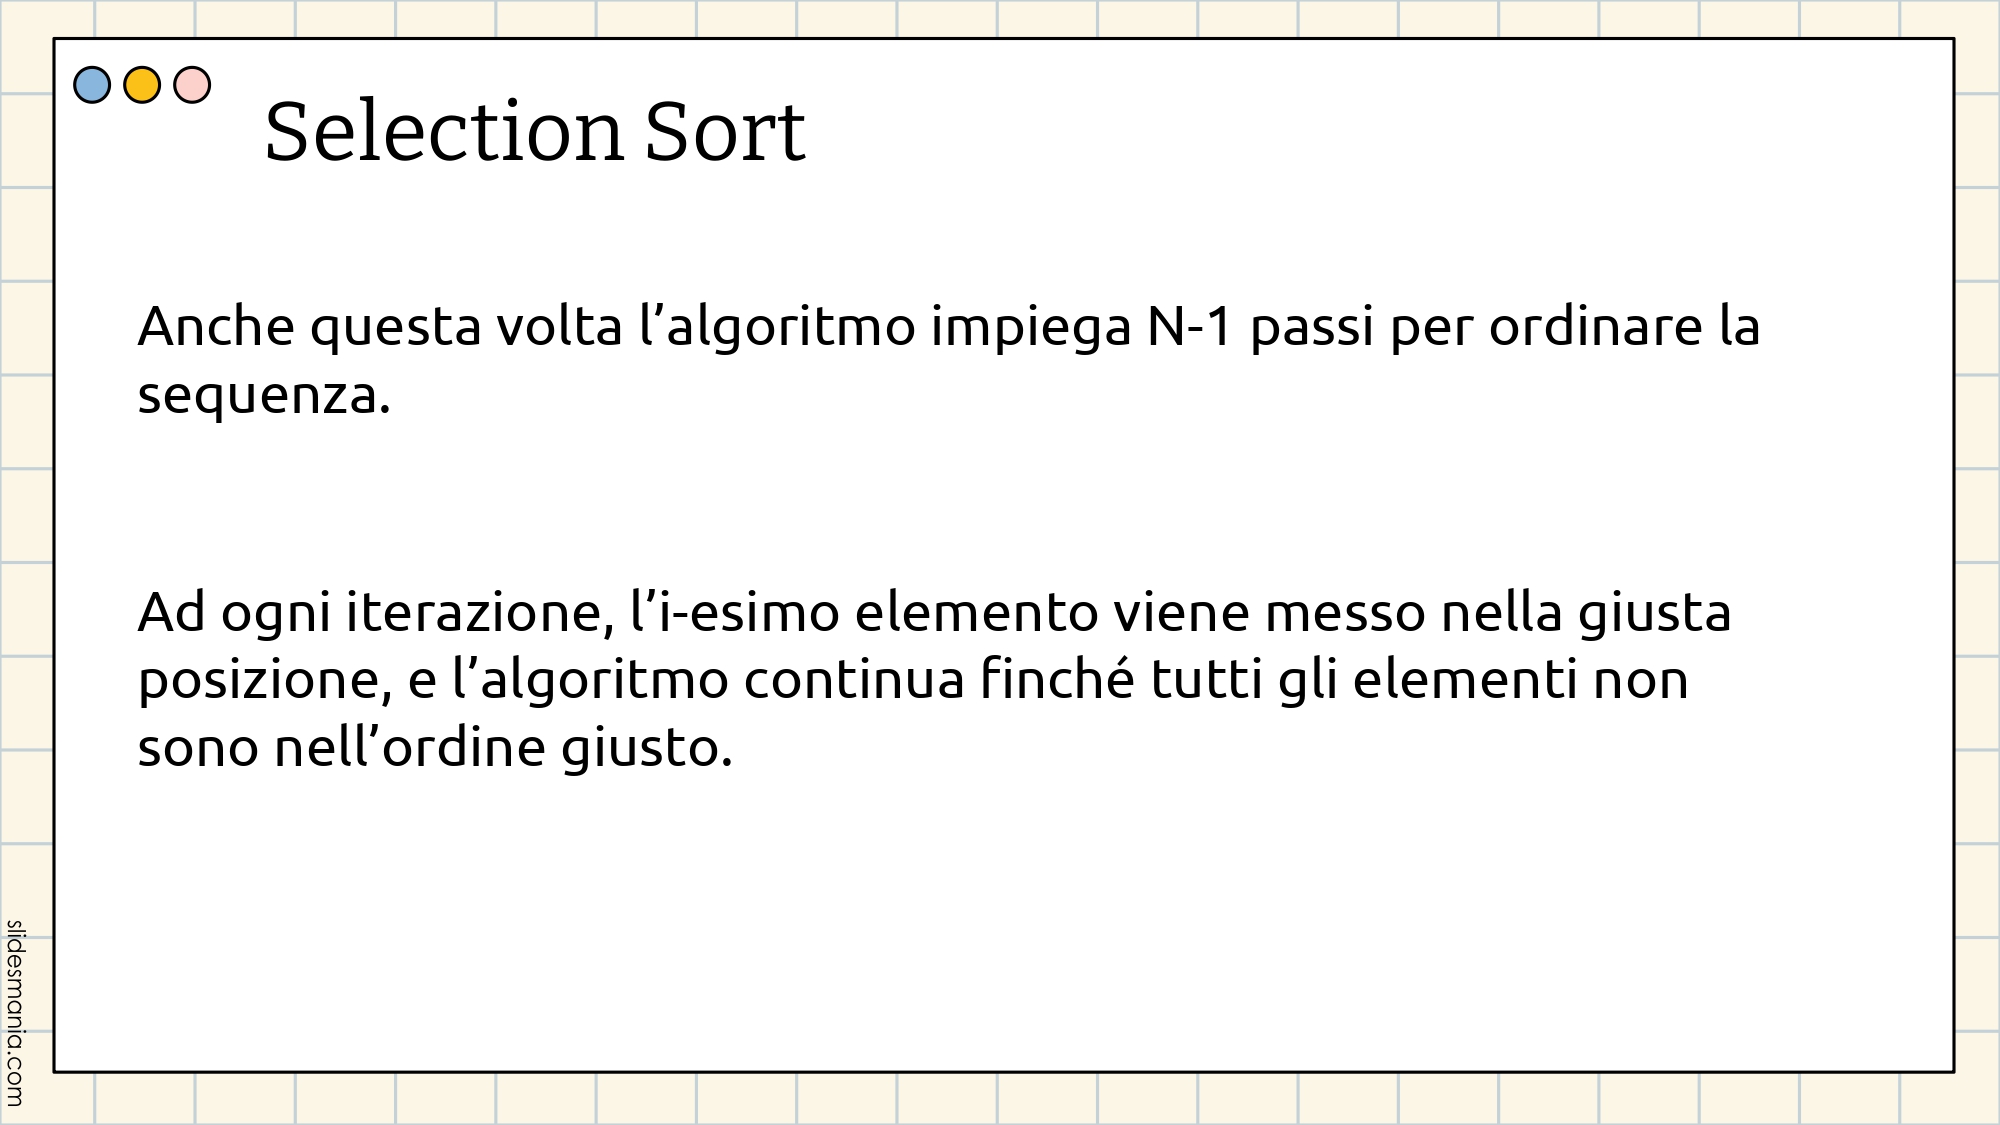 Selection Sort
Anche questa volta l’algoritmo impiega N-1 passi per ordinare la
sequenza.
Ad ogni iterazione, l’i-esimo elemento viene messo nella giusta
posizione, e l’algoritmo continua finché tutti gli elementi non
sono nell’ordine giusto.
slidesmania.com